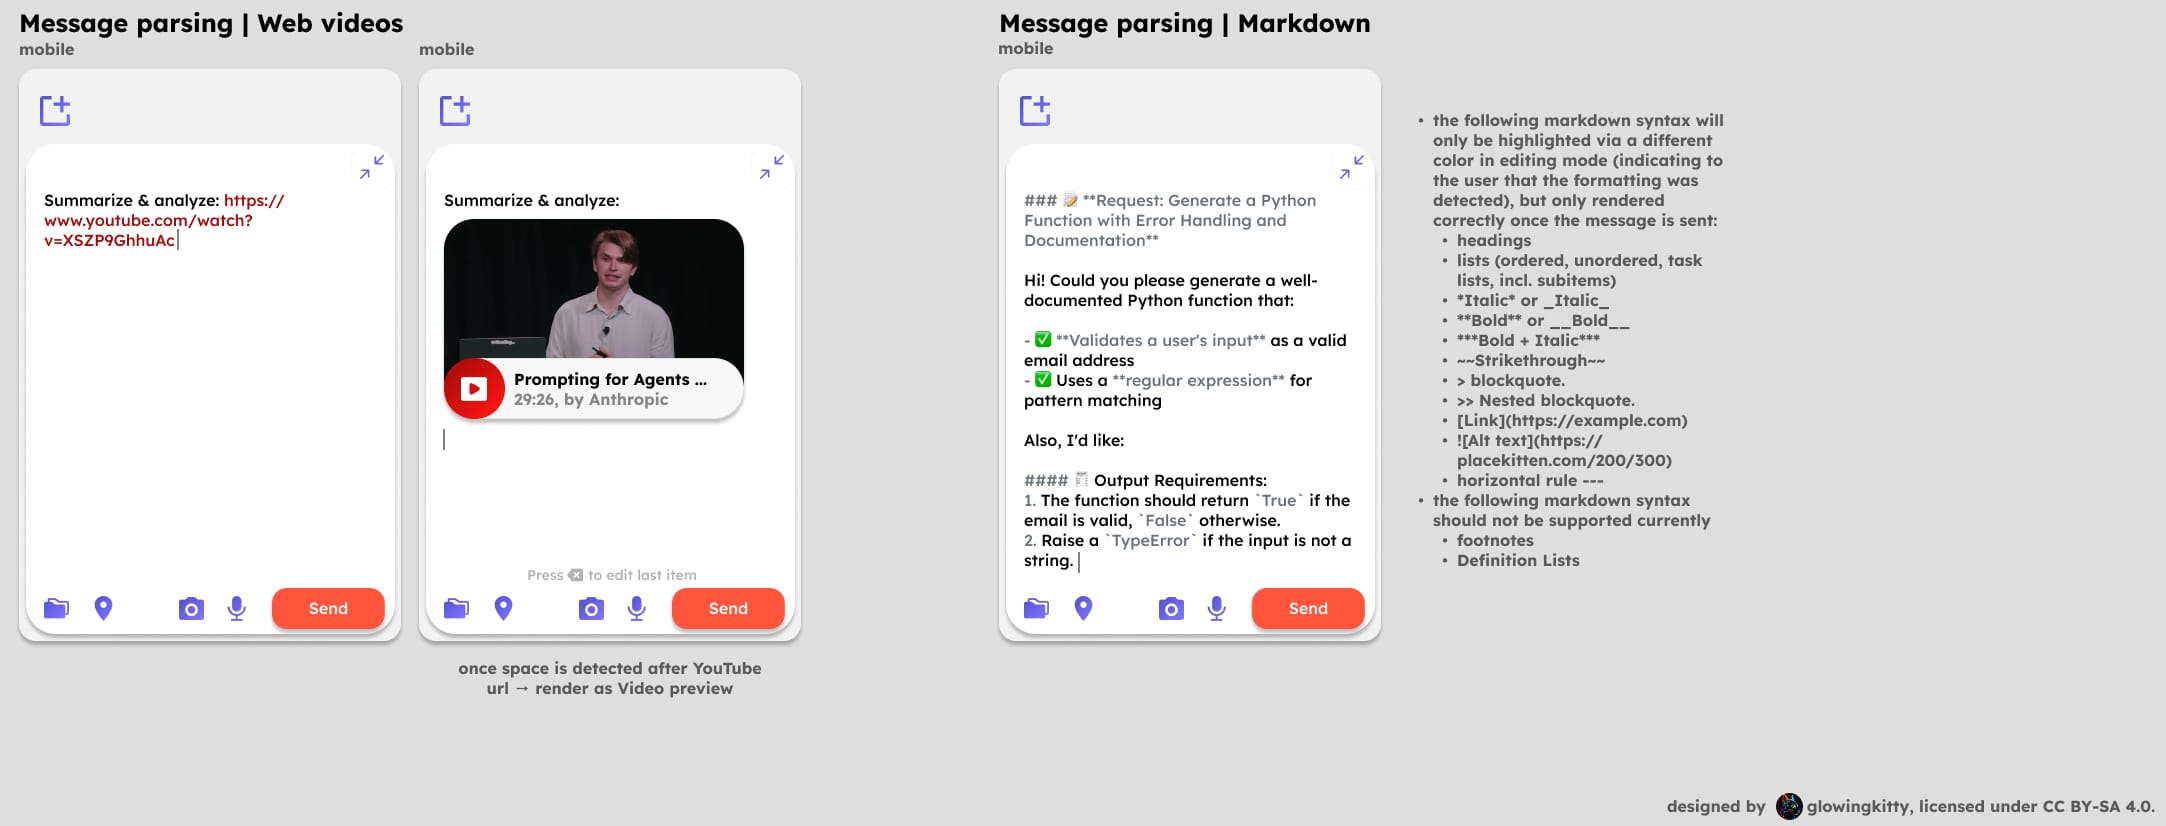 Message parsing | Web videos
mobile
Summarize & analyze: https://
www.youtube.com/watch?
v=XSZP9GhhuAc
Send
mobile
Summarize & analyze:
Prompting for Agents ...
29:26, by Anthropic
Press to edit last item
Send
once space is detected after YouTube
url → render as Video preview
Message parsing | Markdown
mobile
### 📝 **Request: Generate a Python
Function with Error Handling and
Documentation**
Hi! Could you please generate a well-
documented Python function that:
- ✅ **Validates a user's input** as a valid
email address
- ✅ Uses a **regular expression** for
pattern matching
Also, I'd like:
#### 🧾 Output Requirements:
1. The function should return `True` if the
email is valid, `False` otherwise.
2. Raise a `TypeError` if the input is not a
string.
Send
• the following markdown syntax will
only be highlighted via a different
color in editing mode (indicating to
the user that the formatting was
detected), but only rendered
correctly once the message is sent:
• headings
• lists (ordered, unordered, task
lists, incl. subitems)
• *Italic* or _Italic_
• **Bold** or __Bold__
• ***Bold + Italic***
• ~~Strikethrough~~
• > blockquote.
• >> Nested blockquote.
• [Link](https://example.com)
• ![Alt text](https://
placekitten.com/200/300)
• horizontal rule ---
• the following markdown syntax
should not be supported currently
• footnotes
• Definition Lists
designed by glowingkitty, licensed under CC BY-SA 4.0.